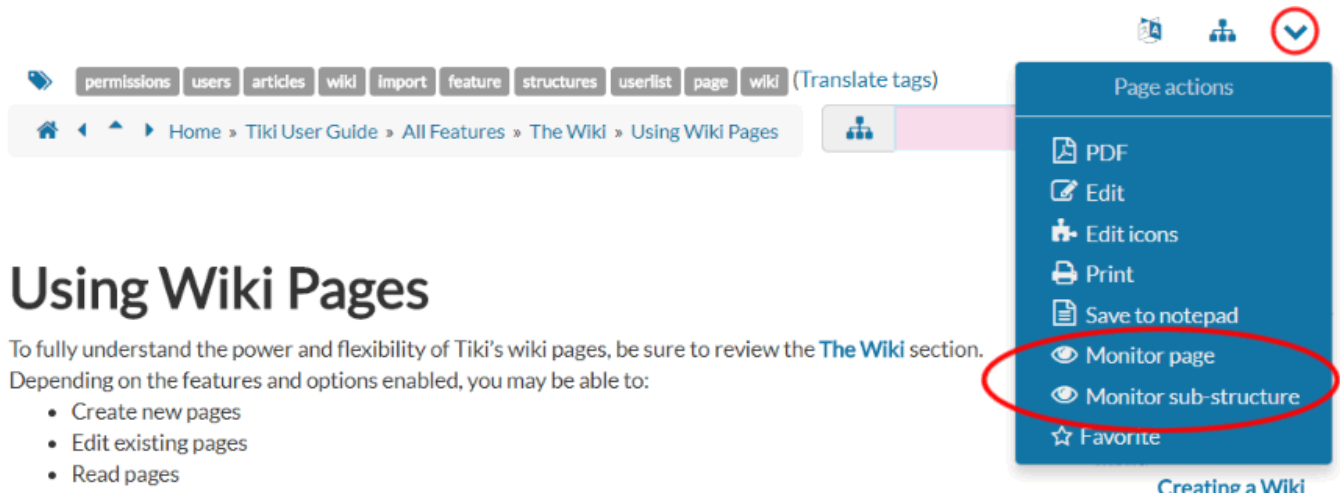 permissions users articles wiki import feature structures userlist page wiki (Translate tags)
Home » Tiki User Guide » All Features » The Wiki » Using Wiki Pages
Page actions
PDF
Edit
Edit icons
Print
Save to notepad
Monitor page
Monitor sub-structure
Favorite
Using Wiki Pages
To fully understand the power and flexibility of Tiki's wiki pages, be sure to review the The Wiki section.
Depending on the features and options enabled, you may be able to:
• Create new pages
• Edit existing pages
• Read pages
Creating a Wiki